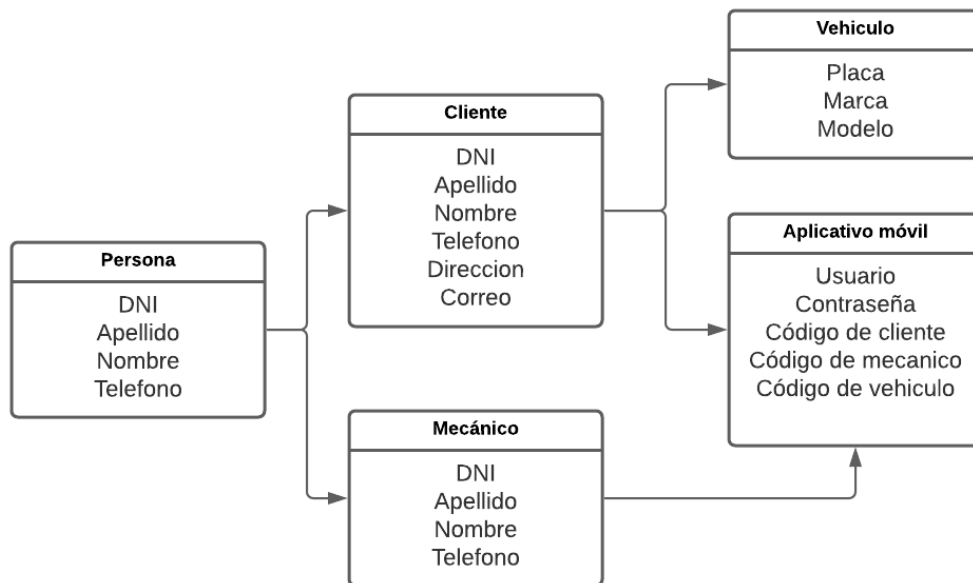 Persona
DNI
Apellido
Nombre
Telefono
Cliente
DNI
Apellido
Nombre
Telefono
Direccion
Correo
Mecánico
DNI
Apellido
Nombre
Telefono
Vehiculo
Placa
Marca
Modelo
Aplicativo móvil
Usuario
Contraseña
Código de cliente
Código de mecanico
Código de vehiculo